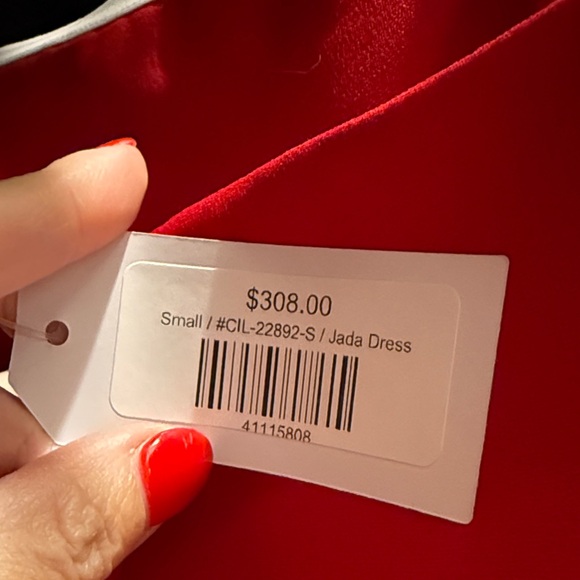 $308.00
Small / #CIL-22892-S / Jada Dress
41115808